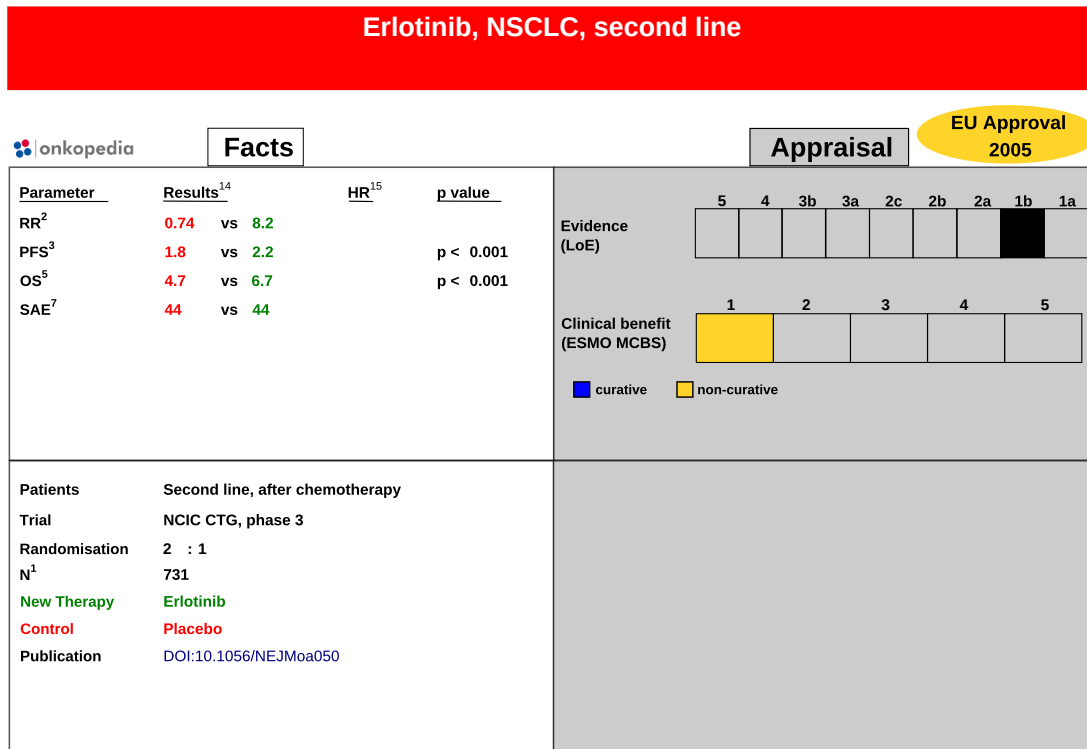 Erlotinib, NSCLC, second line
onkopedia
Facts
Appraisal
EU Approval
2005
Parameter Results14 HR15 p value
RR2 0.74 vs 8.2
PFS3 1.8 vs 2.2 p < 0.001
OS5 4.7 vs 6.7 p < 0.001
SAE7 44 vs 44
5 4 3b 3a 2c 2b 2a 1b 1a
Evidence
(LoE)
1 2 3 4 5
Clinical benefit
(ESMO MCBS)
curative non-curative
Patients Second line, after chemotherapy
Trial NCIC CTG, phase 3
Randomisation 2 : 1
N1 731
New Therapy Erlotinib
Control Placebo
Publication DOI:10.1056/NEJMoa050